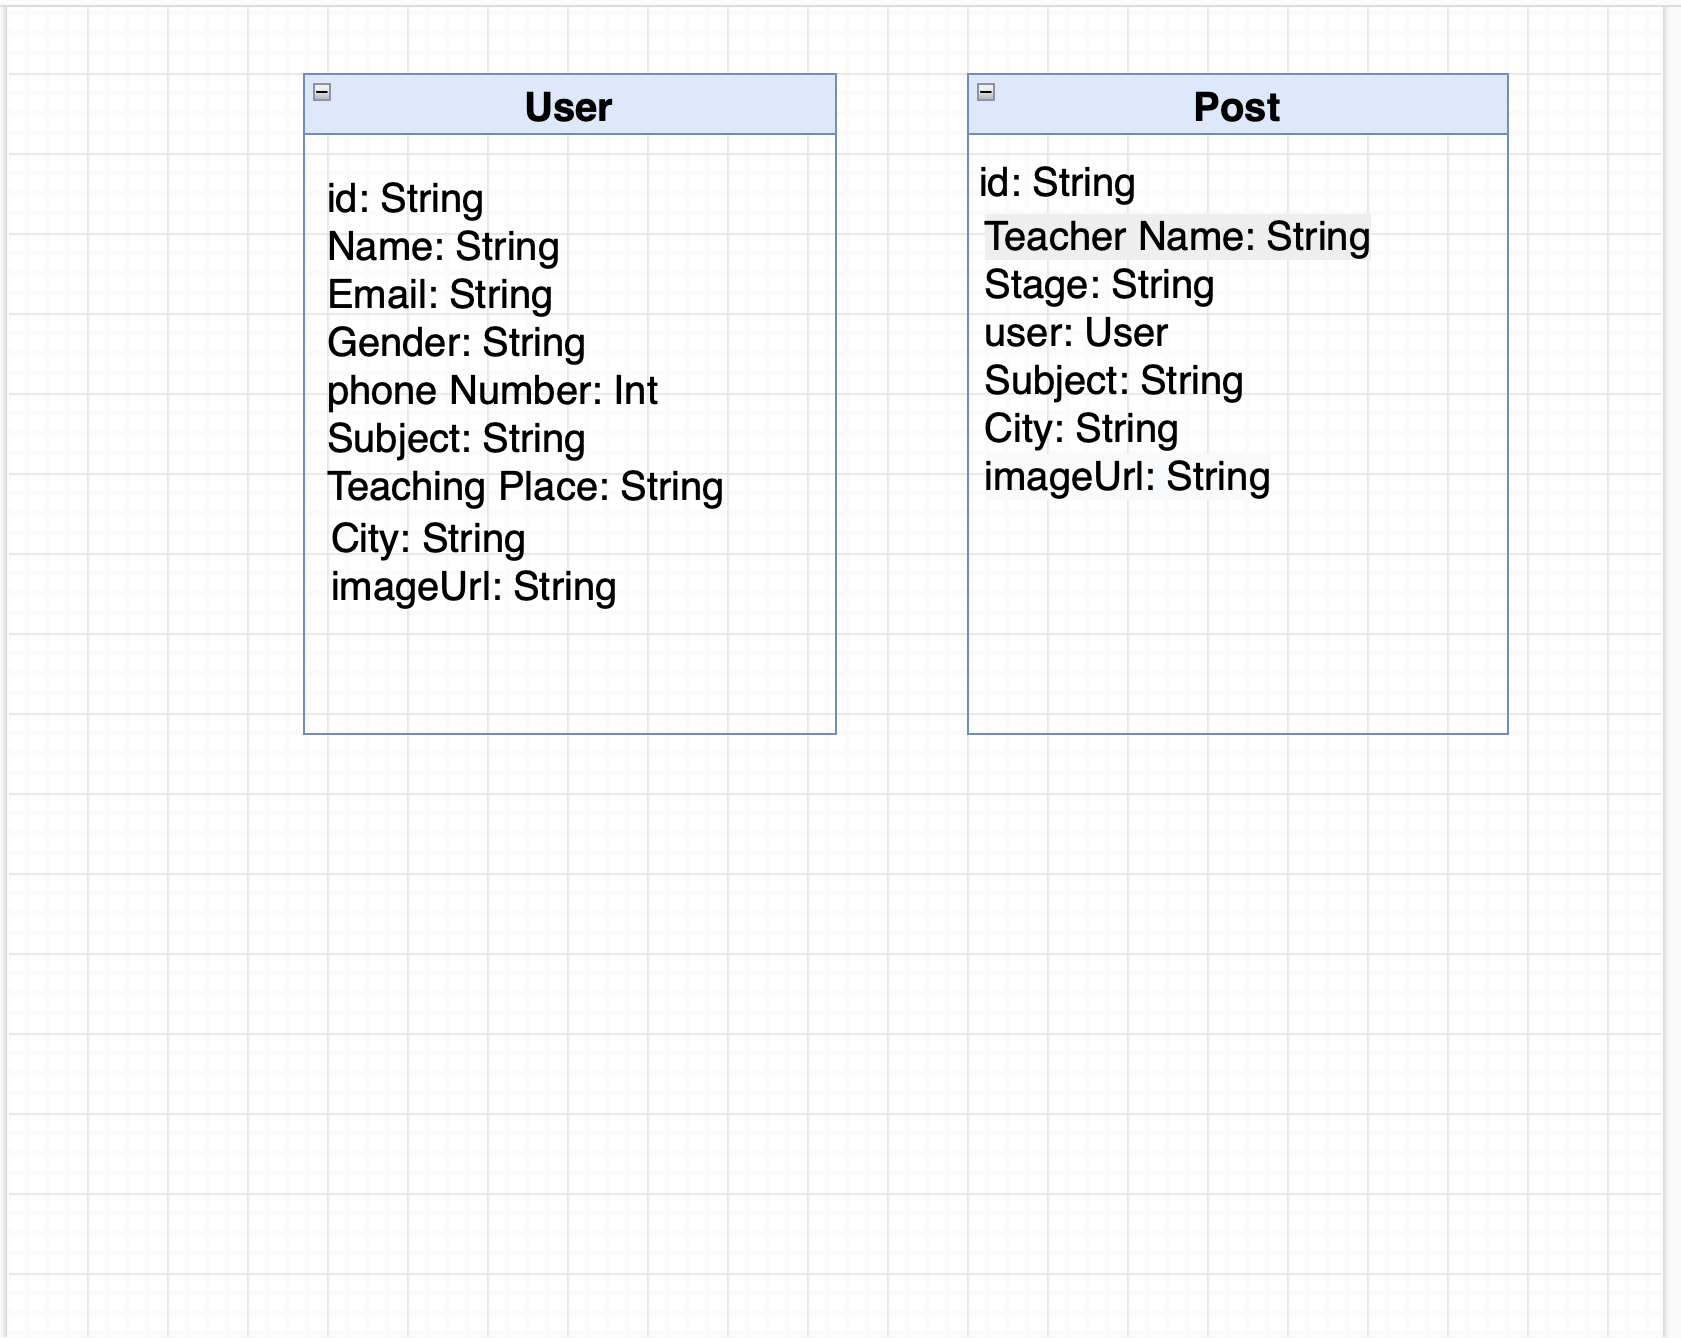 User
id: String
Name: String
Email: String
Gender: String
phone Number: Int
Subject: String
Teaching Place: String
City: String
imageUrl: String
Post
id: String
Teacher Name: String
Stage: String
user: User
Subject: String
City: String
imageUrl: String